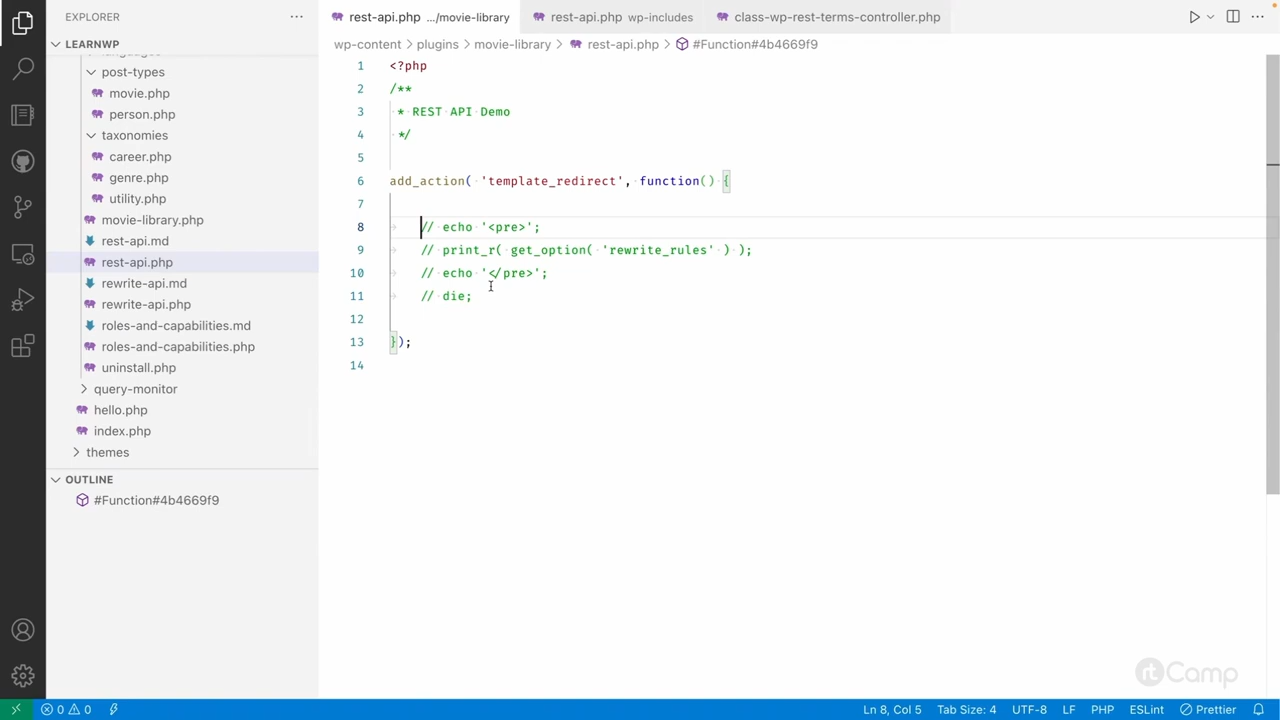 EXPLORER
LEARNWP
post-types
movie.php
person.php
taxonomies
career.php
genre.php
utility.php
movie-library.php
rest-api.md
rest-api.php
rewrite-api.md
rewrite-api.php
roles-and-capabilities.md
roles-and-capabilities.php
uninstall.php
query-monitor
hello.php
index.php
themes
OUTLINE
#Function#4b4669f9
rest-api.php .../movie-library
rest-api.php wp-includes
class-wp-rest-terms-controller.php
wp-content > plugins > movie-library > rest-api.php > #Function#4b4669f9
1 <?php
2 /**
3 * REST API Demo
4 */
5
6 add_action( 'template_redirect', function() {
7
8 // echo '<pre>';
9 // print_r( get_option( 'rewrite_rules' ) );
10 // echo '</pre>';
11 // die;
12
13 });
14
rtCamp
0 0
Ln 8, Col 5
Tab Size: 4
UTF-8
LF
PHP
ESLint
Prettier